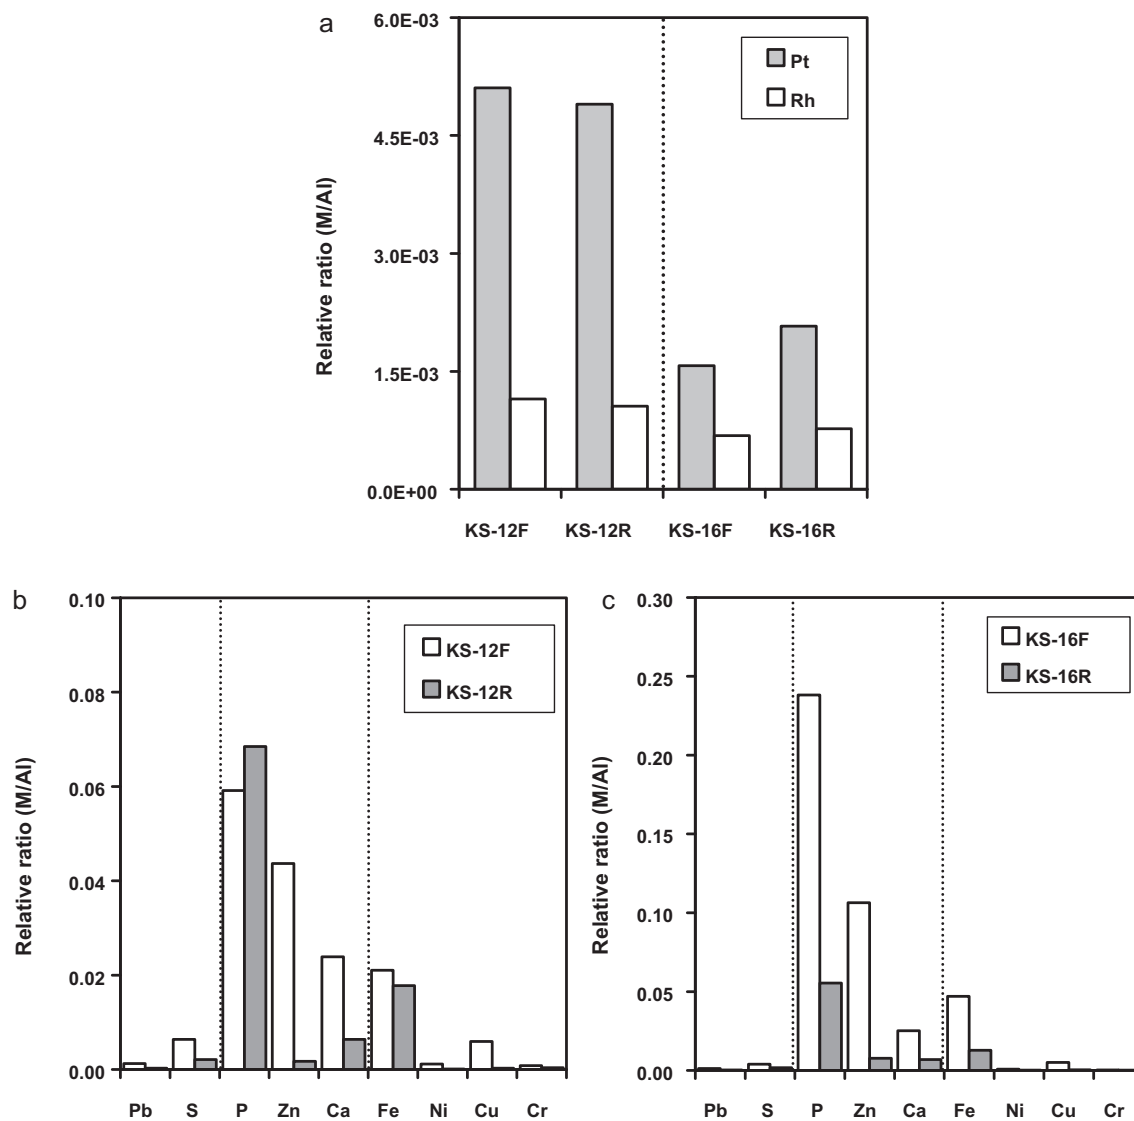 a
6.0E-03
4.5E-03
3.0E-03
1.5E-03
0.0E+00
Relative ratio (M/Al)
Pt
Rh
KS-12F KS-12R KS-16F KS-16R
b
0.10
0.08
0.06
0.04
0.02
0.00
Relative ratio (M/Al)
KS-12F
KS-12R
Pb S P Zn Ca Fe Ni Cu Cr
c
0.30
0.25
0.20
0.15
0.10
0.05
0.00
Relative ratio (M/Al)
KS-16F
KS-16R
Pb S P Zn Ca Fe Ni Cu Cr